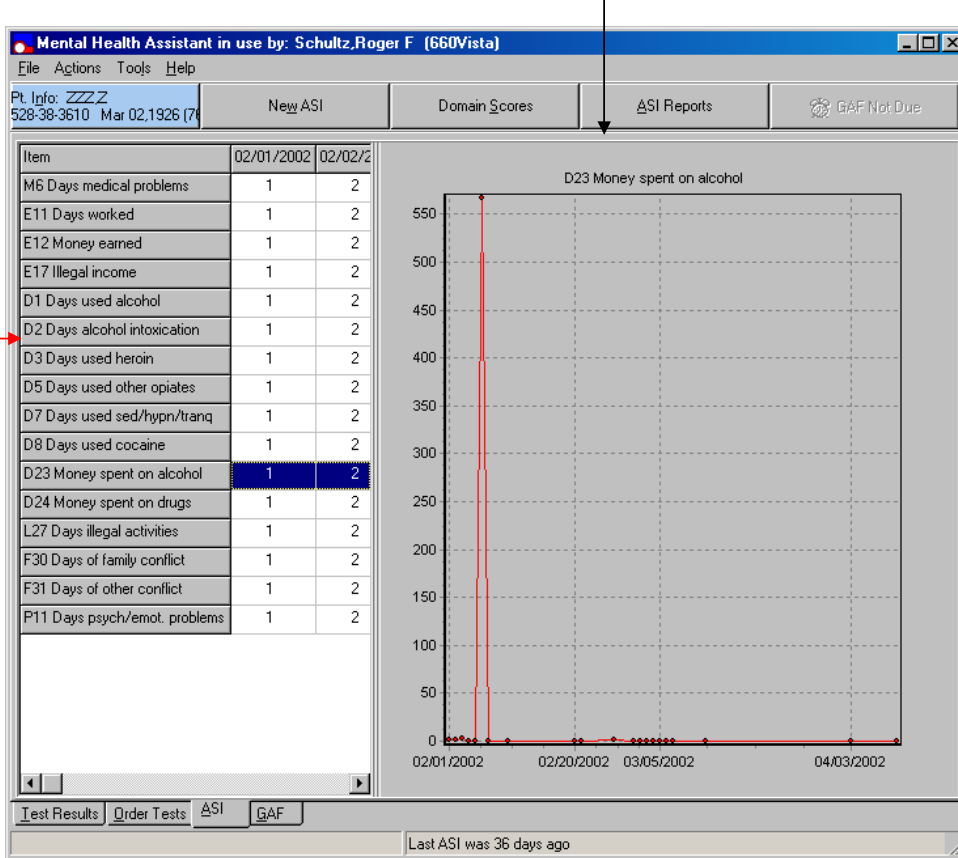 Mental Health Assistant in use by: Schultz,Roger F (660Vista)
File Actions Tools Help
Pt. Info: ZZZ,Z
528-38-3610 Mar 02,1926 (76
New ASI
Domain Scores
ASI Reports
GAF Not Due
Item 02/01/2002 02/02/2
M6 Days medical problems 1 2
E11 Days worked 1 2
E12 Money earned 1 2
E17 Illegal income 1 2
D1 Days used alcohol 1 2
D2 Days alcohol intoxication 1 2
D3 Days used heroin 1 2
D5 Days used other opiates 1 2
D7 Days used sed/hypn/tranq 1 2
D8 Days used cocaine 1 2
D23 Money spent on alcohol 1 2
D24 Money spent on drugs 1 2
L27 Days illegal activities 1 2
F30 Days of family conflict 1 2
F31 Days of other conflict 1 2
P11 Days psych/emot. problems 1 2
D23 Money spent on alcohol
550
500
450
400
350
300
250
200
150
100
50
0
02/01/2002 02/20/2002 03/05/2002 04/03/2002
Test Results Order Tests ASI GAF
Last ASI was 36 days ago